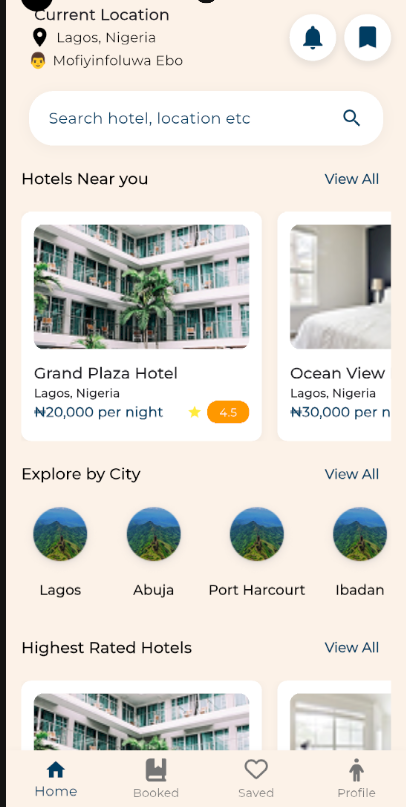 Current Location
Lagos, Nigeria
Mofiyinfoluwa Ebo
Search hotel, location etc
Hotels Near you View All
Grand Plaza Hotel
Lagos, Nigeria
₦20,000 per night 4.5
Ocean View
Lagos, Nigeria
₦30,000 per n
Explore by City View All
Lagos Abuja Port Harcourt Ibadan
Highest Rated Hotels View All
Home Booked Saved Profile